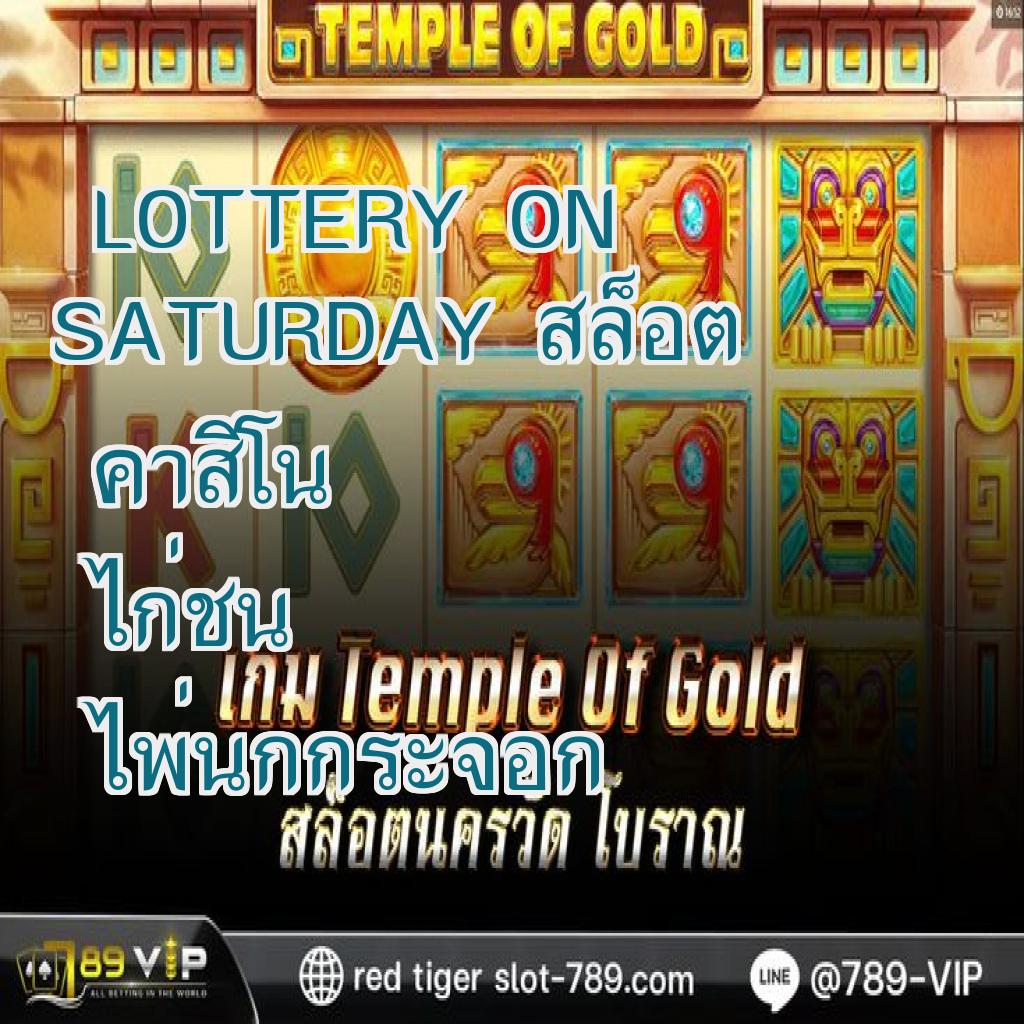 TEMPLE OF GOLD
LOTTERY ON
SATURDAY สล็อต
คาสิโน
ไก่ชน
เกม Temple Of Gold
ไพ่นกกระจอก
สล็อตนครวัด โบราณ
789 VIP
ALL BETTING IN THE WORLD
red tiger slot-789.com
LINE
@789-VIP